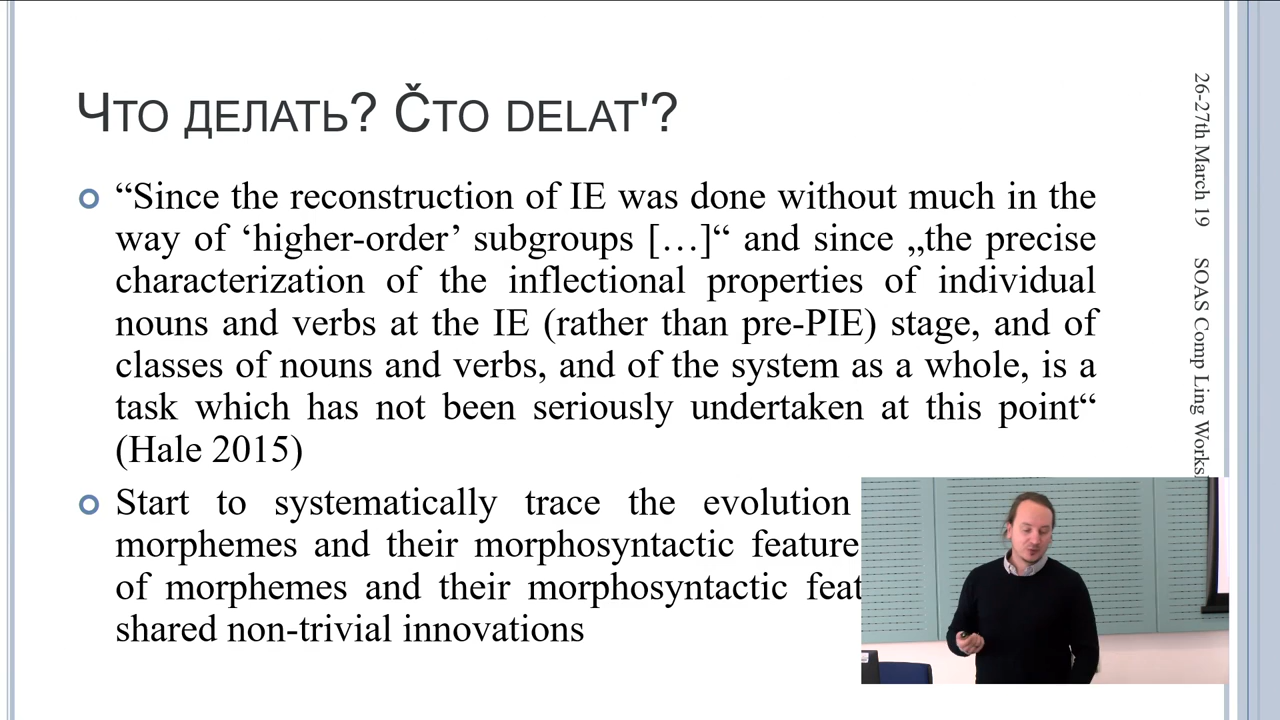 Что делать? Čto delat'?
“Since the reconstruction of IE was done without much in the
way of ‘higher-order’ subgroups […]“ and since „the precise
characterization of the inflectional properties of individual
nouns and verbs at the IE (rather than pre-PIE) stage, and of
classes of nouns and verbs, and of the system as a whole, is a
task which has not been seriously undertaken at this point“
(Hale 2015)
Start to systematically trace the evolution
morphemes and their morphosyntactic feature
of morphemes and their morphosyntactic
shared non-trivial innovations
26-27th March 19 SOAS Comp Ling